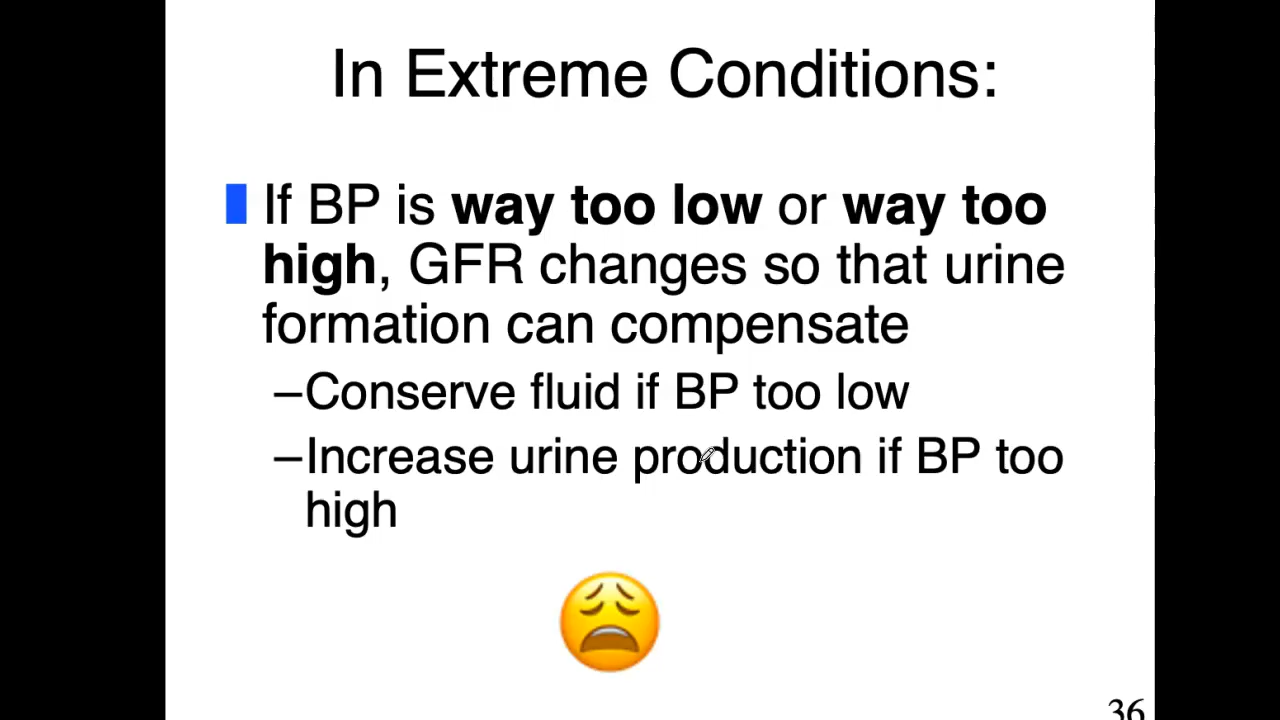 In Extreme Conditions:
If BP is way too low or way too
high, GFR changes so that urine
formation can compensate
–Conserve fluid if BP too low
–Increase urine production if BP too
high
36